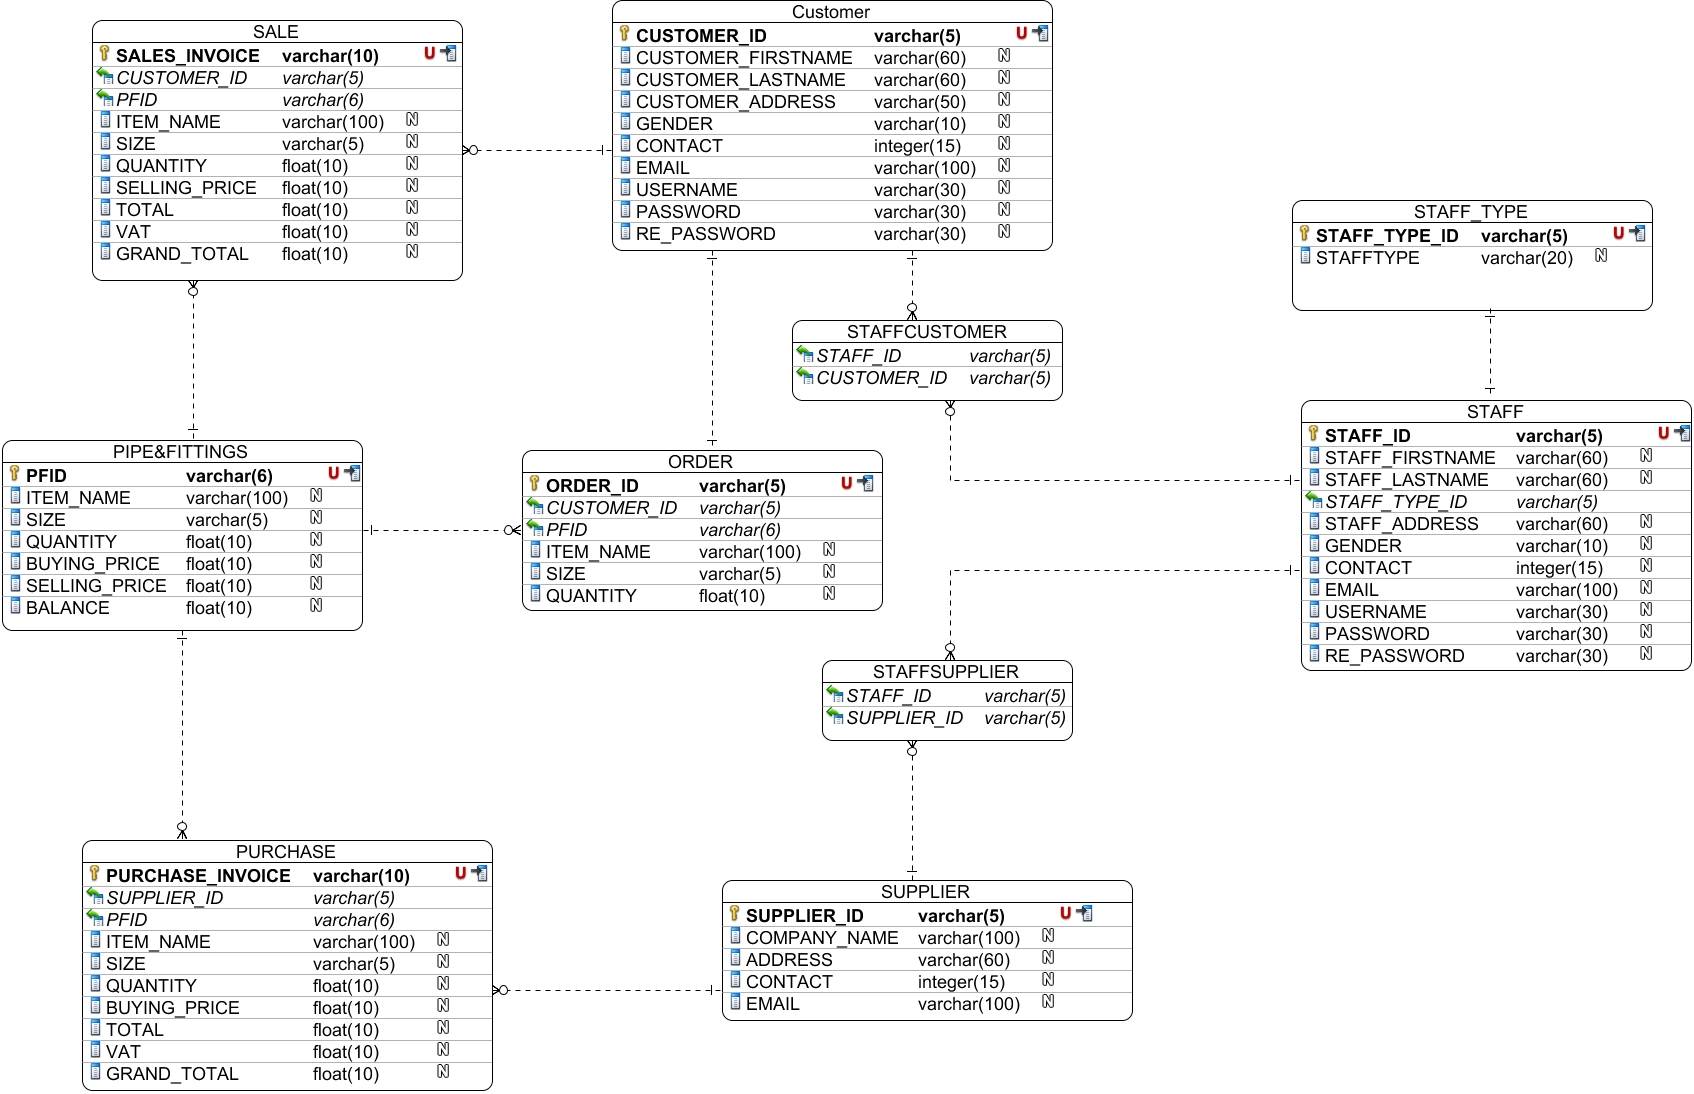 SALE
SALES_INVOICE varchar(10) U
CUSTOMER_ID varchar(5)
PFID varchar(6)
ITEM_NAME varchar(100) N
SIZE varchar(5) N
QUANTITY float(10) N
SELLING_PRICE float(10) N
TOTAL float(10) N
VAT float(10) N
GRAND_TOTAL float(10) N
Customer
CUSTOMER_ID varchar(5) U
CUSTOMER_FIRSTNAME varchar(60) N
CUSTOMER_LASTNAME varchar(60) N
CUSTOMER_ADDRESS varchar(50) N
GENDER varchar(10) N
CONTACT integer(15) N
EMAIL varchar(100) N
USERNAME varchar(30) N
PASSWORD varchar(30) N
RE_PASSWORD varchar(30) N
STAFF_TYPE
STAFF_TYPE_ID varchar(5) U
STAFFTYPE varchar(20) N
STAFFCUSTOMER
STAFF_ID varchar(5)
CUSTOMER_ID varchar(5)
STAFF
STAFF_ID varchar(5) U
STAFF_FIRSTNAME varchar(60) N
STAFF_LASTNAME varchar(60) N
STAFF_TYPE_ID varchar(5)
STAFF_ADDRESS varchar(60) N
GENDER varchar(10) N
CONTACT integer(15) N
EMAIL varchar(100) N
USERNAME varchar(30) N
PASSWORD varchar(30) N
RE_PASSWORD varchar(30) N
PIPE&FITTINGS
PFID varchar(6) U
ITEM_NAME varchar(100) N
SIZE varchar(5) N
QUANTITY float(10) N
BUYING_PRICE float(10) N
SELLING_PRICE float(10) N
BALANCE float(10) N
ORDER
ORDER_ID varchar(5) U
CUSTOMER_ID varchar(5)
PFID varchar(6)
ITEM_NAME varchar(100) N
SIZE varchar(5) N
QUANTITY float(10) N
STAFFSUPPLIER
STAFF_ID varchar(5)
SUPPLIER_ID varchar(5)
PURCHASE
PURCHASE_INVOICE varchar(10) U
SUPPLIER_ID varchar(5)
PFID varchar(6)
ITEM_NAME varchar(100) N
SIZE varchar(5) N
QUANTITY float(10) N
BUYING_PRICE float(10) N
TOTAL float(10) N
VAT float(10) N
GRAND_TOTAL float(10) N
SUPPLIER
SUPPLIER_ID varchar(5) U
COMPANY_NAME varchar(100) N
ADDRESS varchar(60) N
CONTACT integer(15) N
EMAIL varchar(100) N